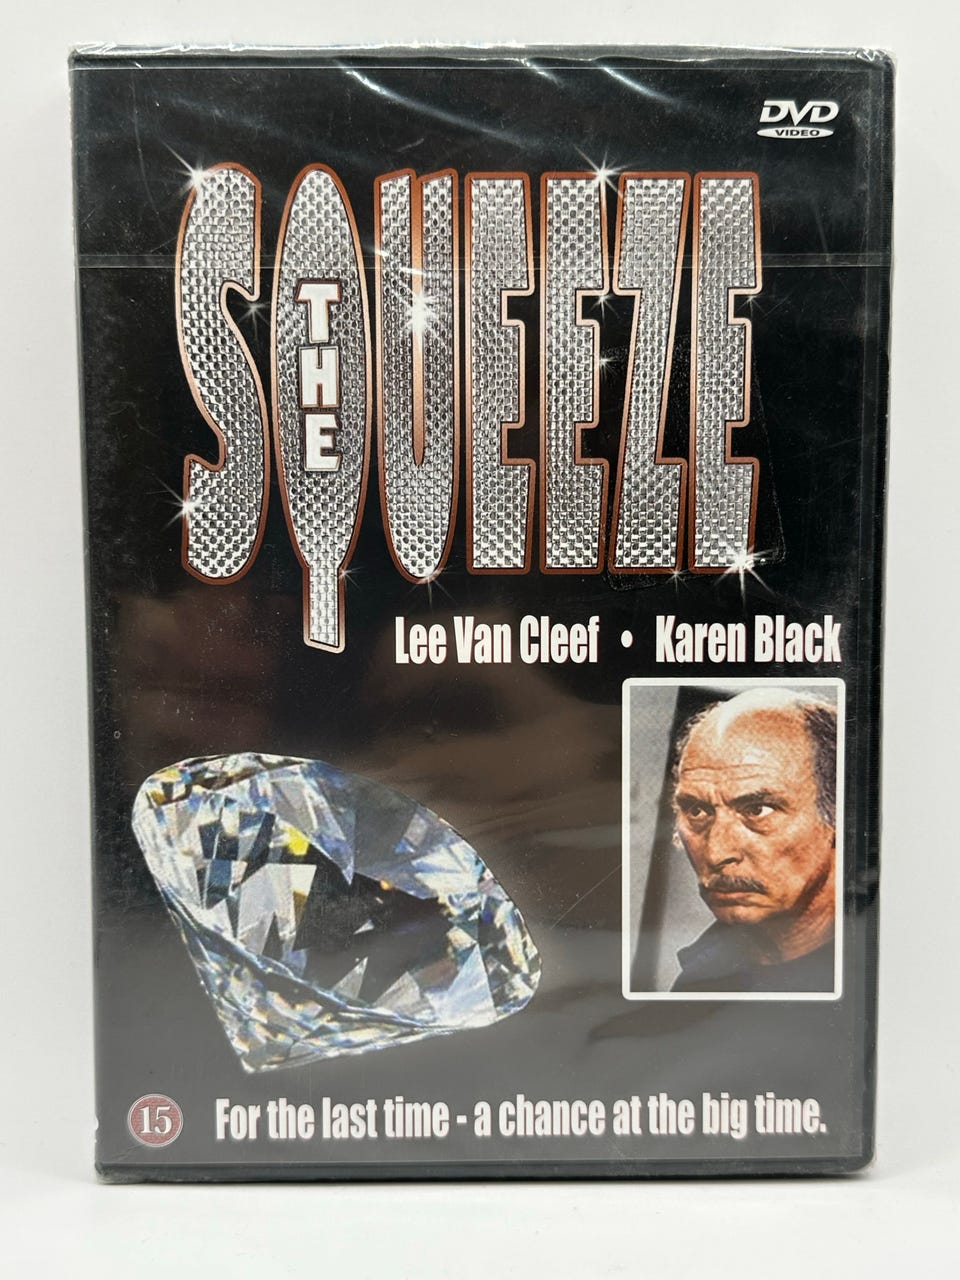 DVD
VIDEO
THE
SQUEEZE
Lee Van Cleef • Karen Black
15
For the last time - a chance at the big time.